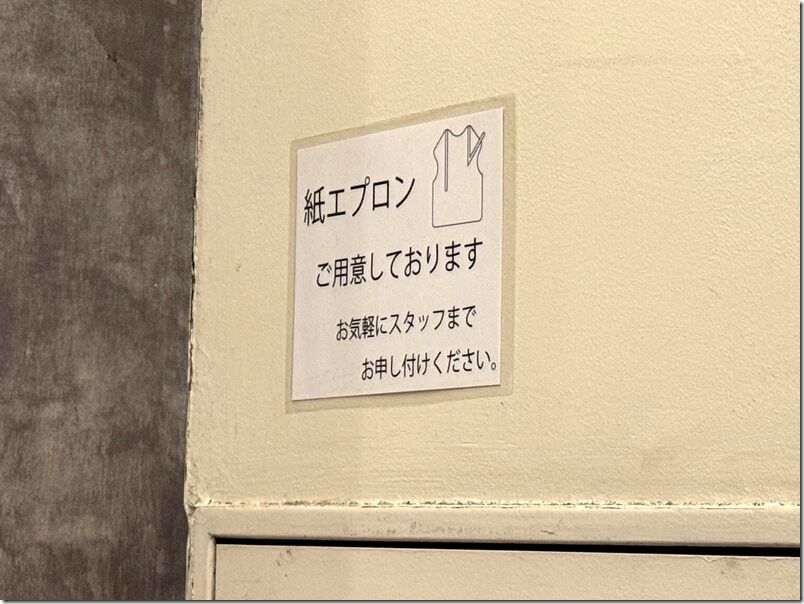 紙エプロン
ご用意しております
お気軽にスタッフまで
お申し付けください。